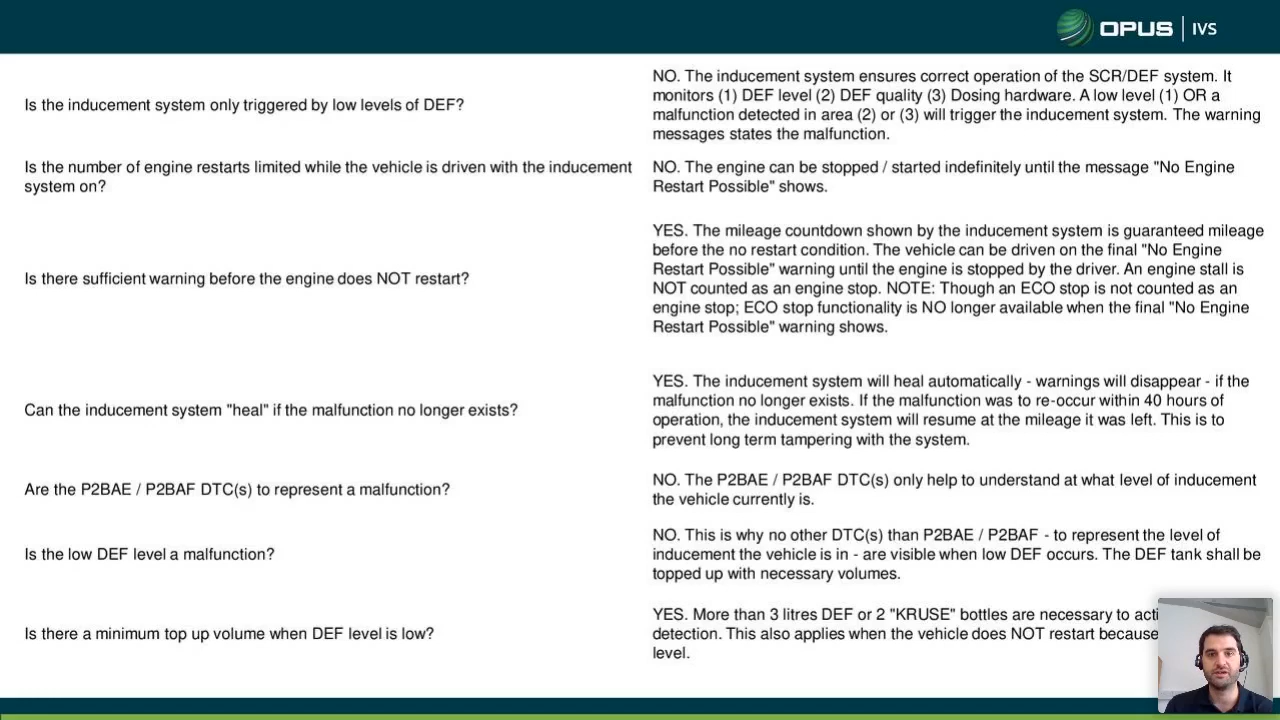 OPUS | IVS
Is the inducement system only triggered by low levels of DEF?
NO. The inducement system ensures correct operation of the SCR/DEF system. It
monitors (1) DEF level (2) DEF quality (3) Dosing hardware. A low level (1) OR a
malfunction detected in area (2) or (3) will trigger the inducement system. The warning
messages states the malfunction.
Is the number of engine restarts limited while the vehicle is driven with the inducement
system on?
NO. The engine can be stopped / started indefinitely until the message "No Engine
Restart Possible" shows.
Is there sufficient warning before the engine does NOT restart?
YES. The mileage countdown shown by the inducement system is guaranteed mileage
before the no restart condition. The vehicle can be driven on the final "No Engine
Restart Possible" warning until the engine is stopped by the driver. An engine stall is
NOT counted as an engine stop. NOTE: Though an ECO stop is not counted as an
engine stop; ECO stop functionality is NO longer available when the final "No Engine
Restart Possible" warning shows.
Can the inducement system "heal" if the malfunction no longer exists?
YES. The inducement system will heal automatically - warnings will disappear - if the
malfunction no longer exists. If the malfunction was to re-occur within 40 hours of
operation, the inducement system will resume at the mileage it was left. This is to
prevent long term tampering with the system.
Are the P2BAE / P2BAF DTC(s) to represent a malfunction?
NO. The P2BAE / P2BAF DTC(s) only help to understand at what level of inducement
the vehicle currently is.
Is the low DEF level a malfunction?
NO. This is why no other DTC(s) than P2BAE / P2BAF - to represent the level of
inducement the vehicle is in - are visible when low DEF occurs. The DEF tank shall be
topped up with necessary volumes.
Is there a minimum top up volume when DEF level is low?
YES. More than 3 litres DEF or 2 "KRUSE" bottles are necessary to
detection. This also applies when the vehicle does NOT restart because
level.